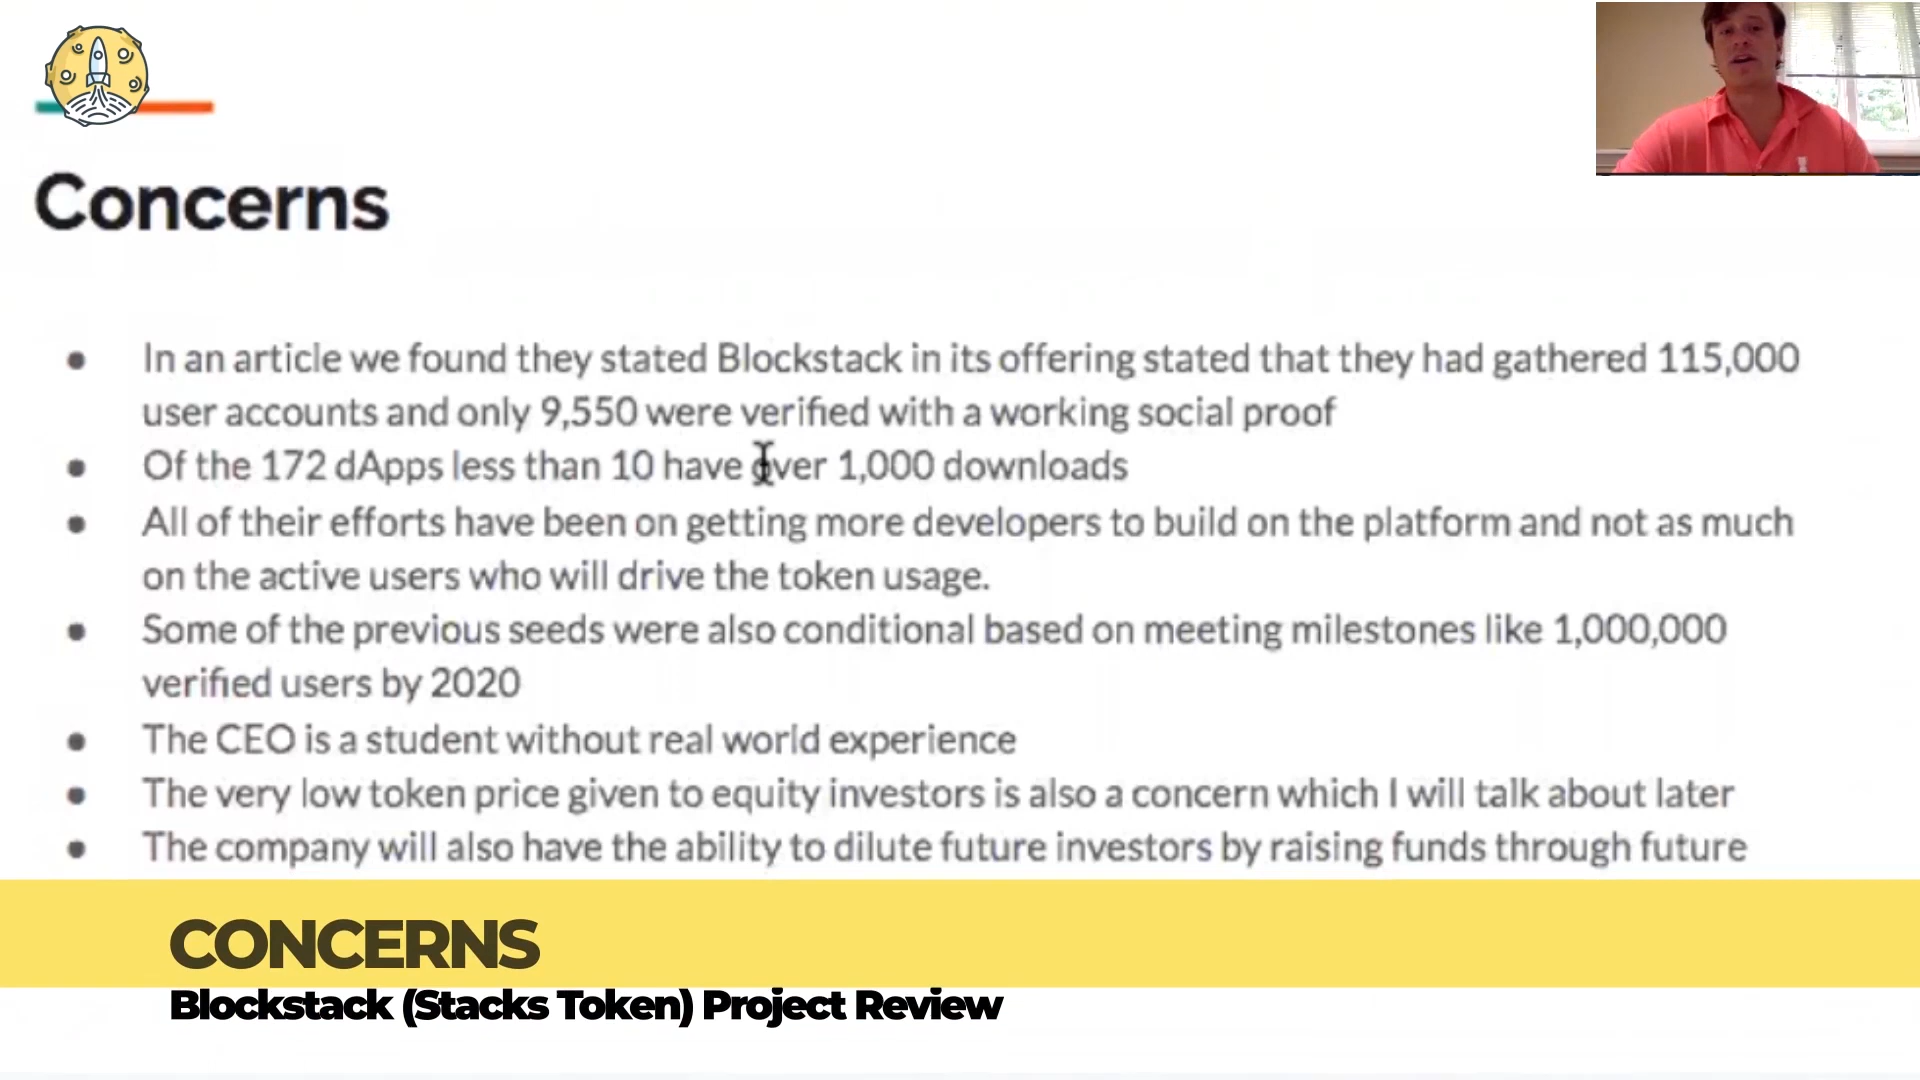 Concerns
In an article we found they stated Blockstack in its offering stated that they had gathered 115,000
user accounts and only 9,550 were verified with a working social proof
Of the 172 dApps less than 10 have over 1,000 downloads
All of their efforts have been on getting more developers to build on the platform and not as much
on the active users who will drive the token usage.
Some of the previous seeds were also conditional based on meeting milestones like 1,000,000
verified users by 2020
The CEO is a student without real world experience
The very low token price given to equity investors is also a concern which I will talk about later
The company will also have the ability to dilute future investors by raising funds through future
CONCERNS
Blockstack (Stacks Token) Project Review